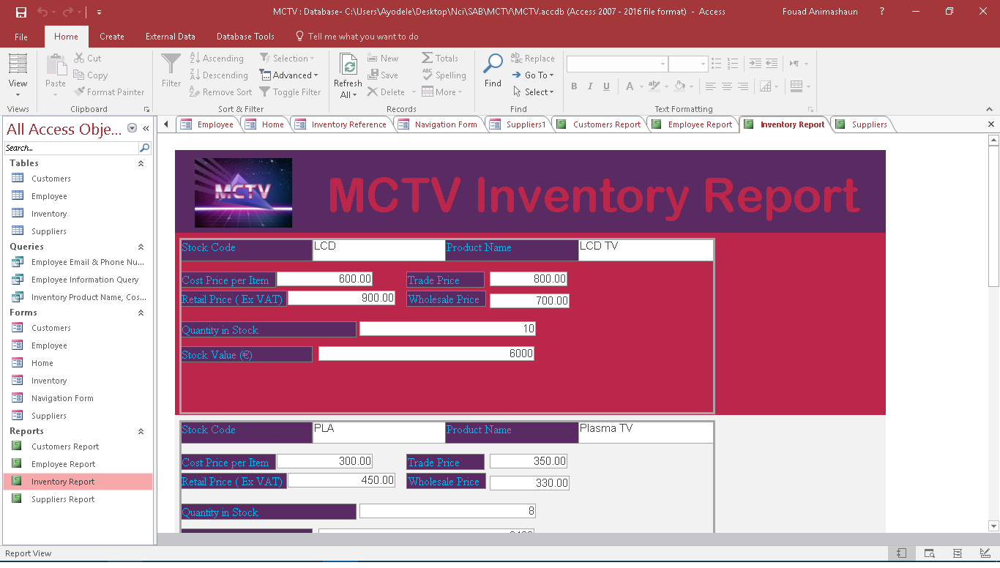 MCTV : Database- C:\Users\Ayodele\Desktop\Nci\SAB\MCTV\MCTV.accdb (Access 2007 - 2016 file format) - Access
Fouad Animashaun ?
File Home Create External Data Database Tools Tell me what you want to do
View
Views
Paste
Cut
Copy
Format Painter
Clipboard
Filter
Ascending
Descending
Remove Sort
Selection
Advanced
Toggle Filter
Sort & Filter
Refresh
All
New
Save
Delete
Totals
Spelling
More
Records
Find
Replace
Go To
Select
Find
B I U A
Text Formatting
All Access Obje...
Search...
Tables
Customers
Employee
Inventory
Suppliers
Queries
Employee Email & Phone Nu...
Employee Information Query
Inventory Product Name, Cos...
Forms
Customers
Employee
Home
Inventory
Navigation Form
Suppliers
Reports
Customers Report
Employee Report
Inventory Report
Suppliers Report
Employee Home Inventory Reference Navigation Form Suppliers1 Customers Report Employee Report Inventory Report Suppliers
MCTV
MCTV Inventory Report
Stock Code LCD Product Name LCD TV
Cost Price per Item 600.00 Trade Price 800.00
Retail Price ( Ex VAT) 900.00 Wholesale Price 700.00
Quantity in Stock 10
Stock Value (€) 6000
Stock Code PLA Product Name Plasma TV
Cost Price per Item 300.00 Trade Price 350.00
Retail Price ( Ex VAT) 450.00 Wholesale Price 330.00
Quantity in Stock 8
Report View